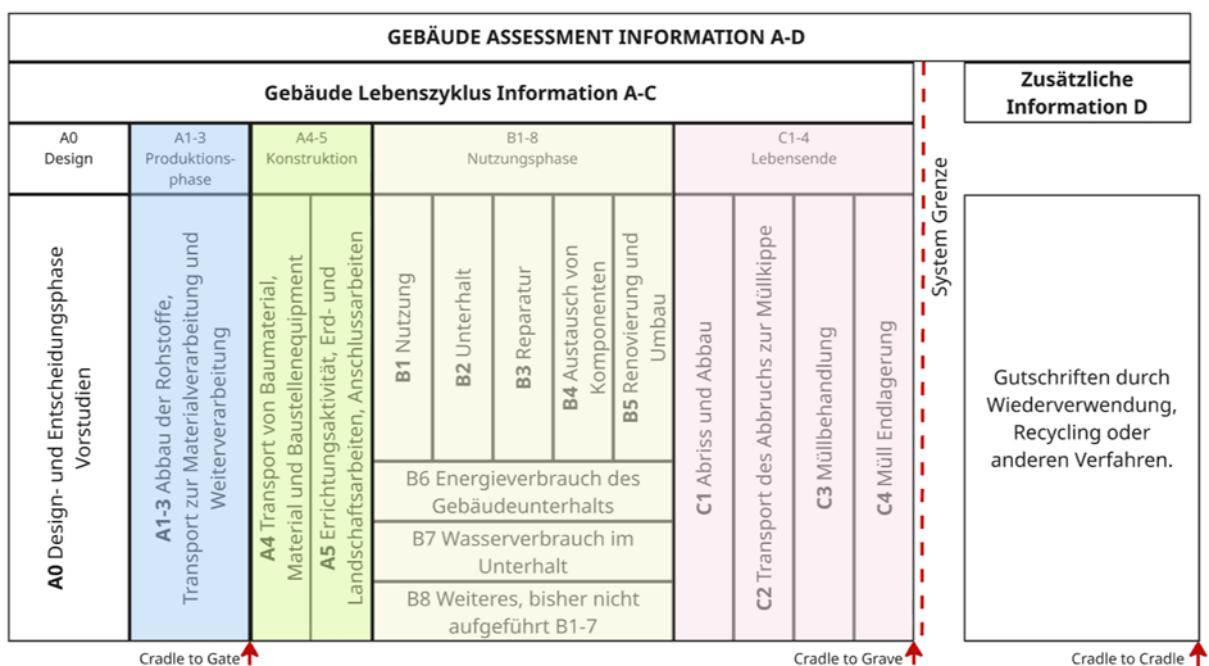 GEBÄUDE ASSESSMENT INFORMATION A-D
Gebäude Lebenszyklus Information A-C
Zusätzliche
Information D
A0
Design
A1-3
Produktions-
phase
A4-5
Konstruktion
B1-8
Nutzungsphase
C1-4
Lebensende
A0 Design- und Entscheidungsphase
Vorstudien
A1-3 Abbau der Rohstoffe,
Transport zur Materialverarbeitung und
Weiterverarbeitung
A4 Transport von Baumaterial,
Material und Baustellenequipment
A5 Errichtungsaktivität, Erd- und
Landschaftsarbeiten, Anschlussarbeiten
B1 Nutzung
B2 Unterhalt
B3 Reparatur
B4 Austausch von
Komponenten
B5 Renovierung und
Umbau
B6 Energieverbrauch des
Gebäudeunterhalts
B7 Wasserverbrauch im
Unterhalt
B8 Weiteres, bisher nicht
aufgeführt B1-7
C1 Abriss und Abbau
C2 Transport des Abbruchs zur Müllkippe
C3 Müllbehandlung
C4 Müll Endlagerung
System Grenze
Gutschriften durch
Wiederverwendung,
Recycling oder
anderen Verfahren.
Cradle to Gate
Cradle to Grave
Cradle to Cradle